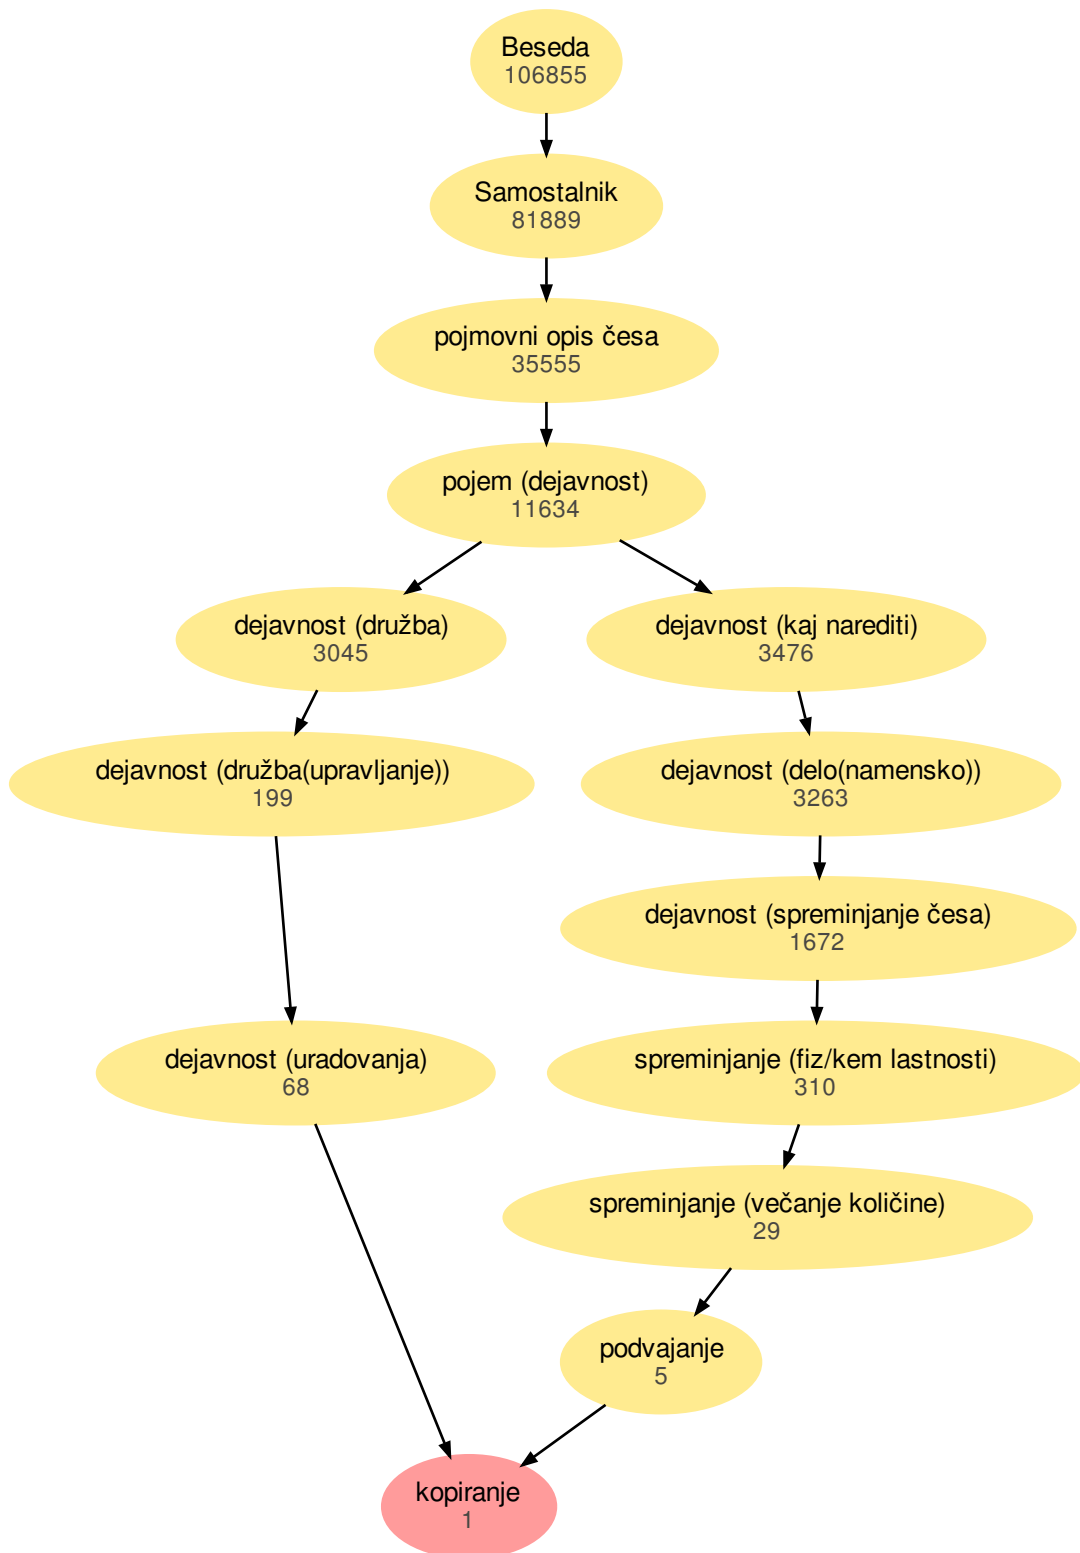 Beseda
106855
Samostalnik
81889
pojmovni opis česa
35555
pojem (dejavnost)
11634
dejavnost (družba)
3045
dejavnost (kaj narediti)
3476
dejavnost (družba(upravljanje))
199
dejavnost (delo(namensko))
3263
dejavnost (spreminjanje česa)
1672
dejavnost (uradovanja)
68
spreminjanje (fiz/kem lastnosti)
310
spreminjanje (večanje količine)
29
podvajanje
5
kopiranje
1